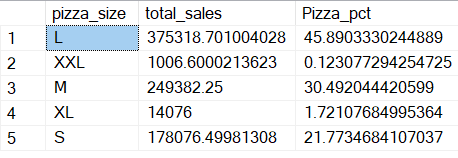 pizza_size total_sales Pizza_pct
1 L 375318.701004028 45.8903330244889
2 XXL 1006.6000213623 0.123077294254725
3 M 249382.25 30.492044420599
4 XL 14076 1.72107684995364
5 S 178076.49981308 21.7734684107037